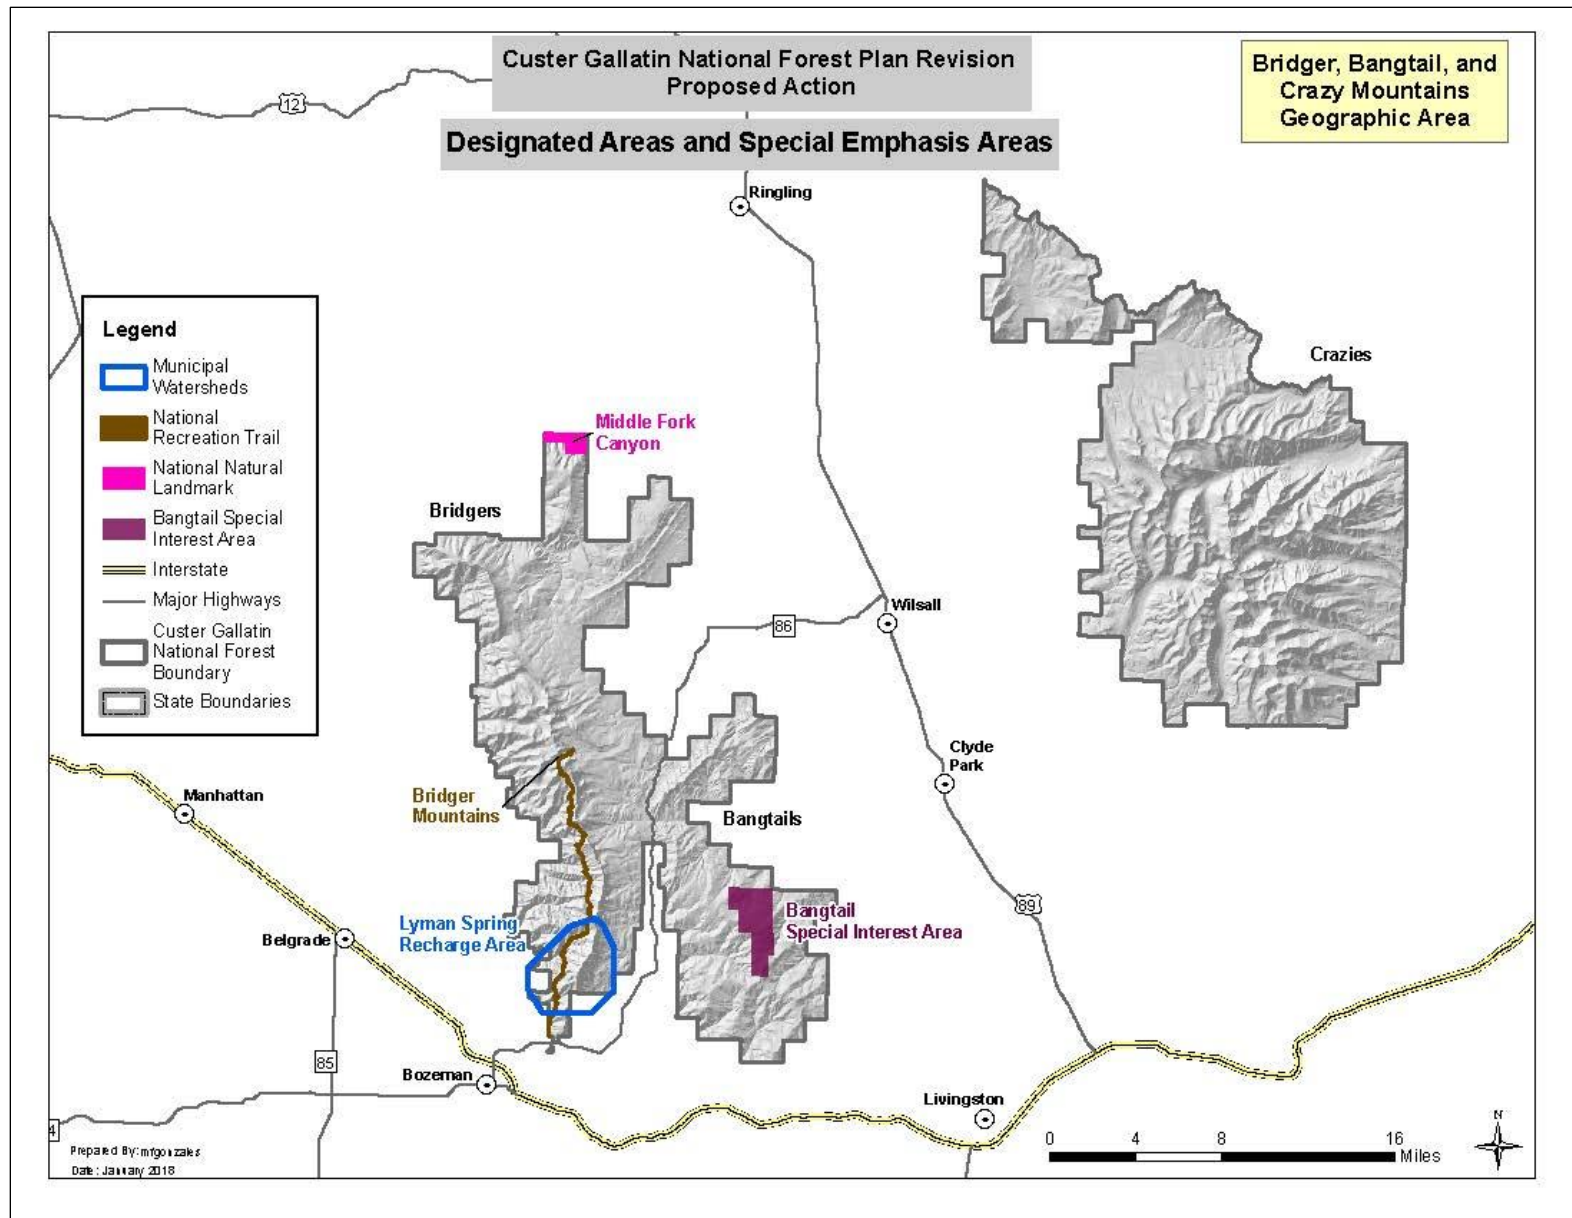 Custer Gallatin National Forest Plan Revision
Proposed Action
Designated Areas and Special Emphasis Areas
Bridger, Bangtail, and
Crazy Mountains
Geographic Area
12
Ringling
Crazies
Legend
Municipal
Watersheds
National
Recreation Trail
National Natural
Landmark
Bangtail Special
Interest Area
Interstate
Major Highways
Custer Gallatin
National Forest
Boundary
State Boundaries
Middle Fork
Canyon
Bridgers
86
Wilsall
Clyde
Park
Manhattan
Bridger
Mountains
Bangtails
89
Lyman Spring
Recharge Area
Bangtail
Special Interest Area
Belgrade
85
Bozeman
Livingston
4
Prepared By: mfgonzales
Date: January 2018
0 4 8 16
Miles
N